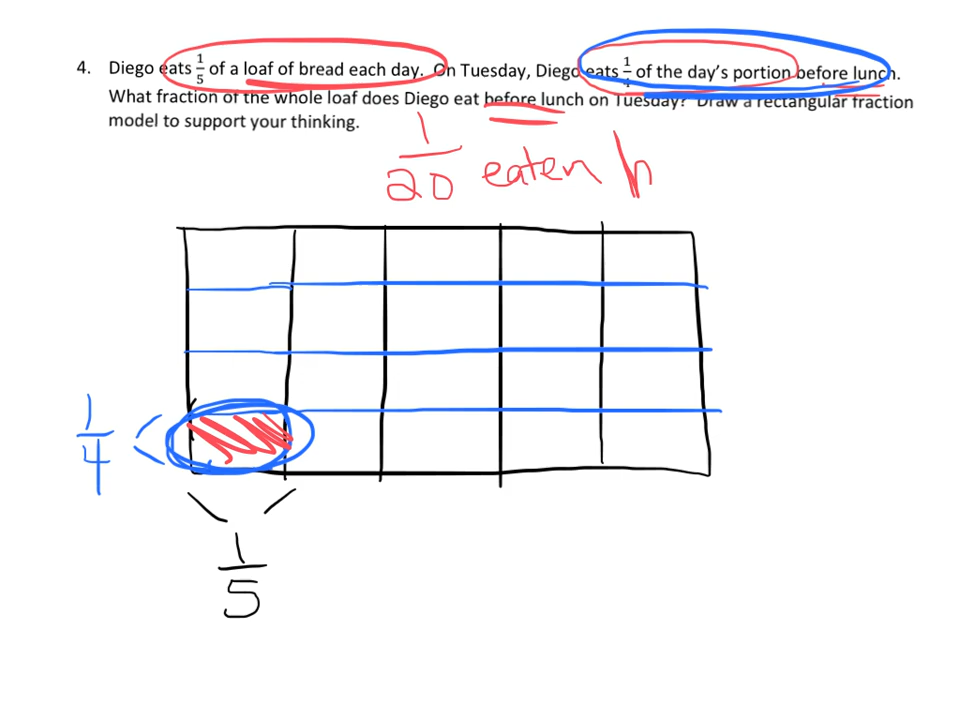 4. Diego eats 1/5 of a loaf of bread each day. On Tuesday, Diego eats 1/4 of the day's portion before lunch.
What fraction of the whole loaf does Diego eat before lunch on Tuesday? Draw a rectangular fraction
model to support your thinking.
1/20 eaten h
1/4
1/5